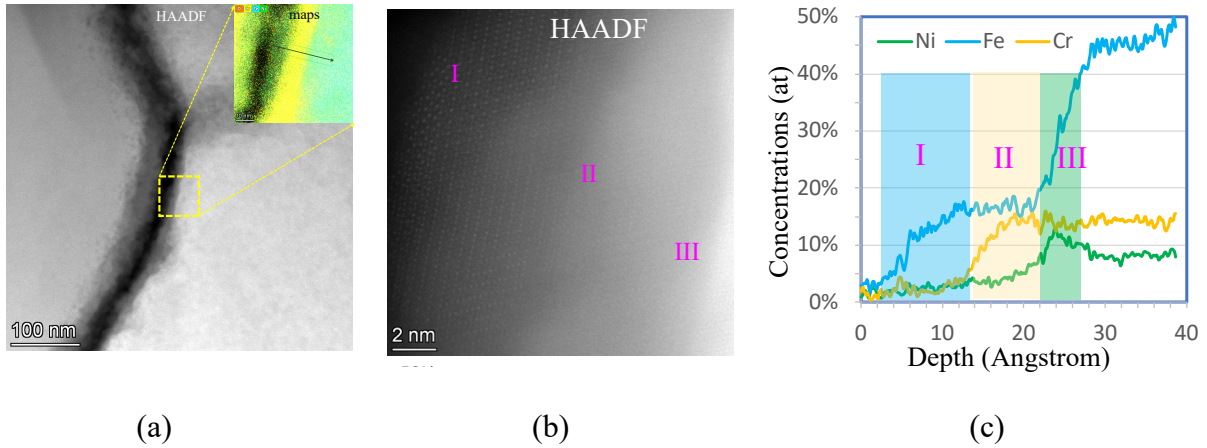 HAADF
maps
100 nm
(a)
HAADF
I
II
III
2 nm
(b)
50%
40%
30%
20%
10%
0%
Concentrations (at)
Ni Fe Cr
I II III
0 10 20 30 40
Depth (Angstrom)
(c)